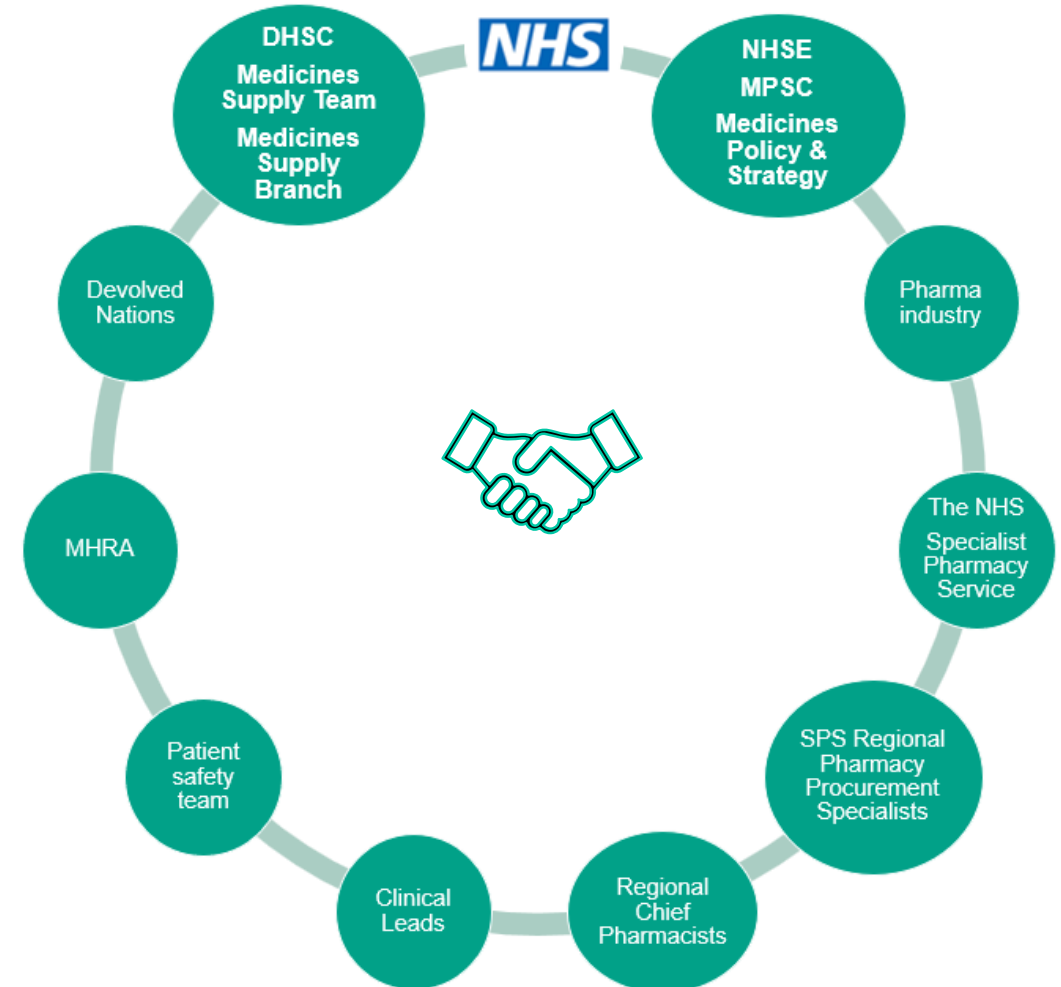 NHS
DHSC
Medicines
Supply Team
Medicines
Supply
Branch
NHSE
MPSC
Medicines
Policy &
Strategy
Pharma
industry
The NHS
Specialist
Pharmacy
Service
SPS Regional
Pharmacy
Procurement
Specialists
Regional
Chief
Pharmacists
Clinical
Leads
Patient
safety
team
MHRA
Devolved
Nations